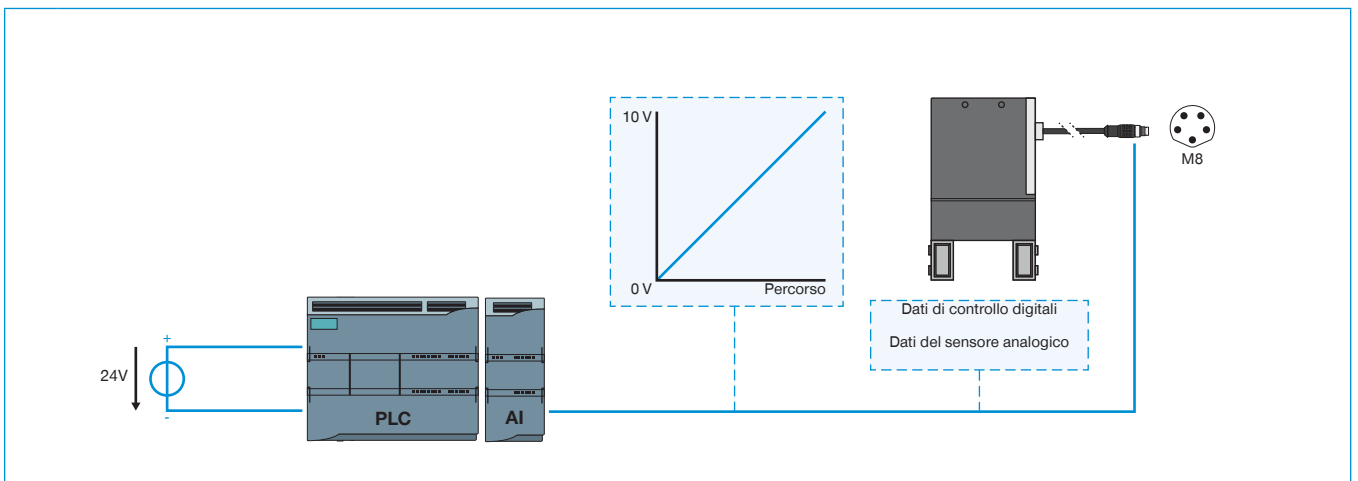 10 V
0 V
Percorso
M8
Dati di controllo digitali
Dati del sensore analogico
24V
+
-
PLC
AI